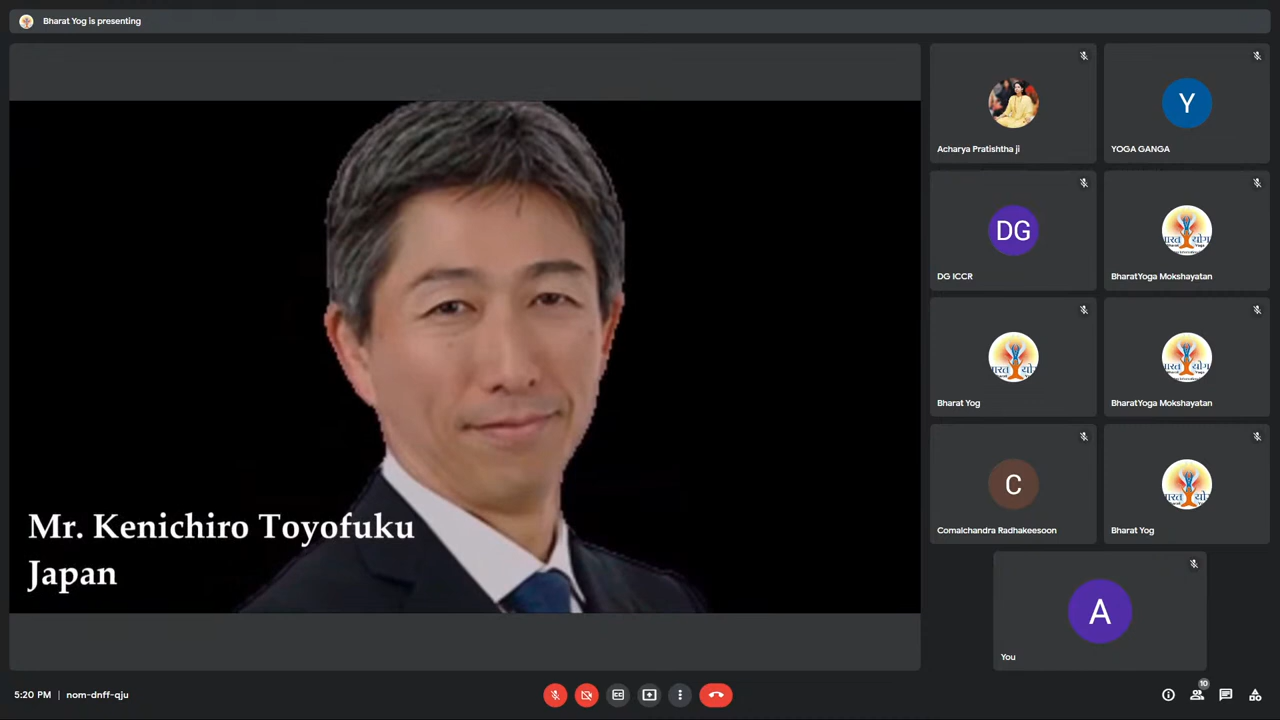 Bharat Yog is presenting
Mr. Kenichiro Toyofuku
Japan
Acharya Pratishtha ji
Y
YOGA GANGA
DG
DG ICCR
BharatYoga Mokshayatan
Bharat Yog
BharatYoga Mokshayatan
C
Comalchandra Radhakeesoon
Bharat Yog
A
You
5:20 PM | nom-dnff-qju
10